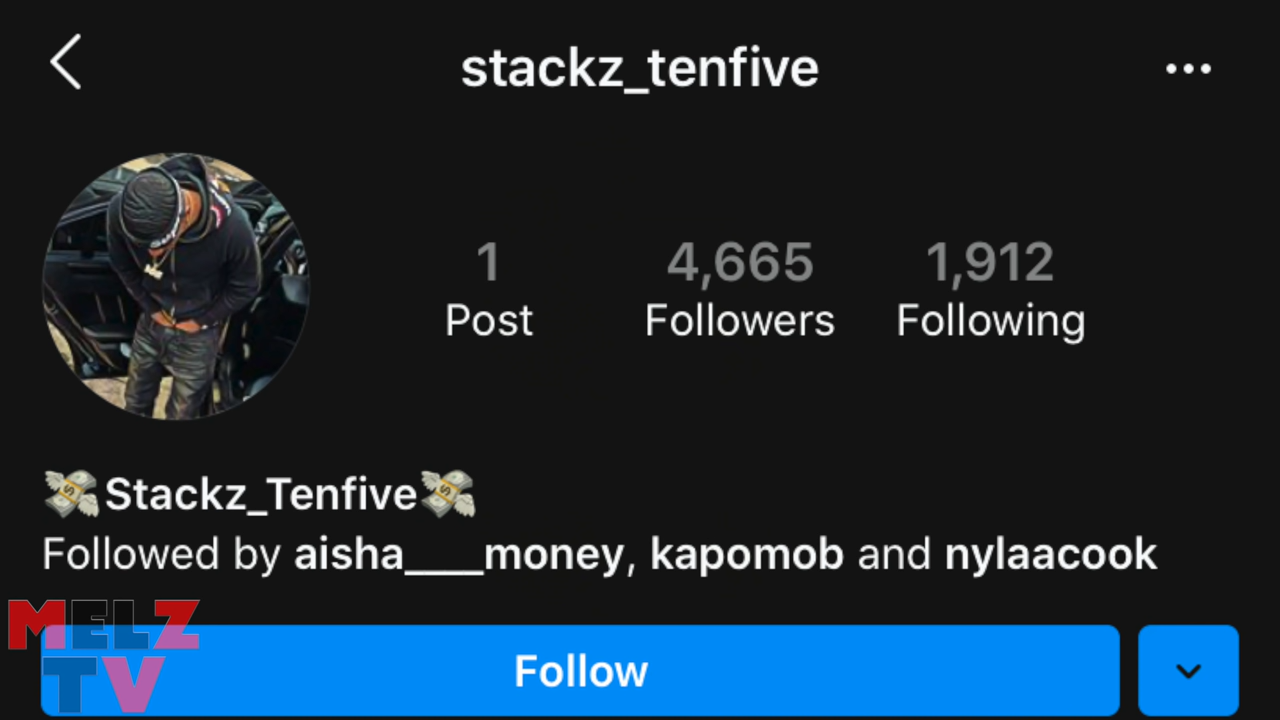 stackz_tenfive
1 4,665 1,912
Post Followers Following
💸Stackz_Tenfive💸
Followed by aisha____money, kapomob and nylaacook
MELZ
TV
Follow